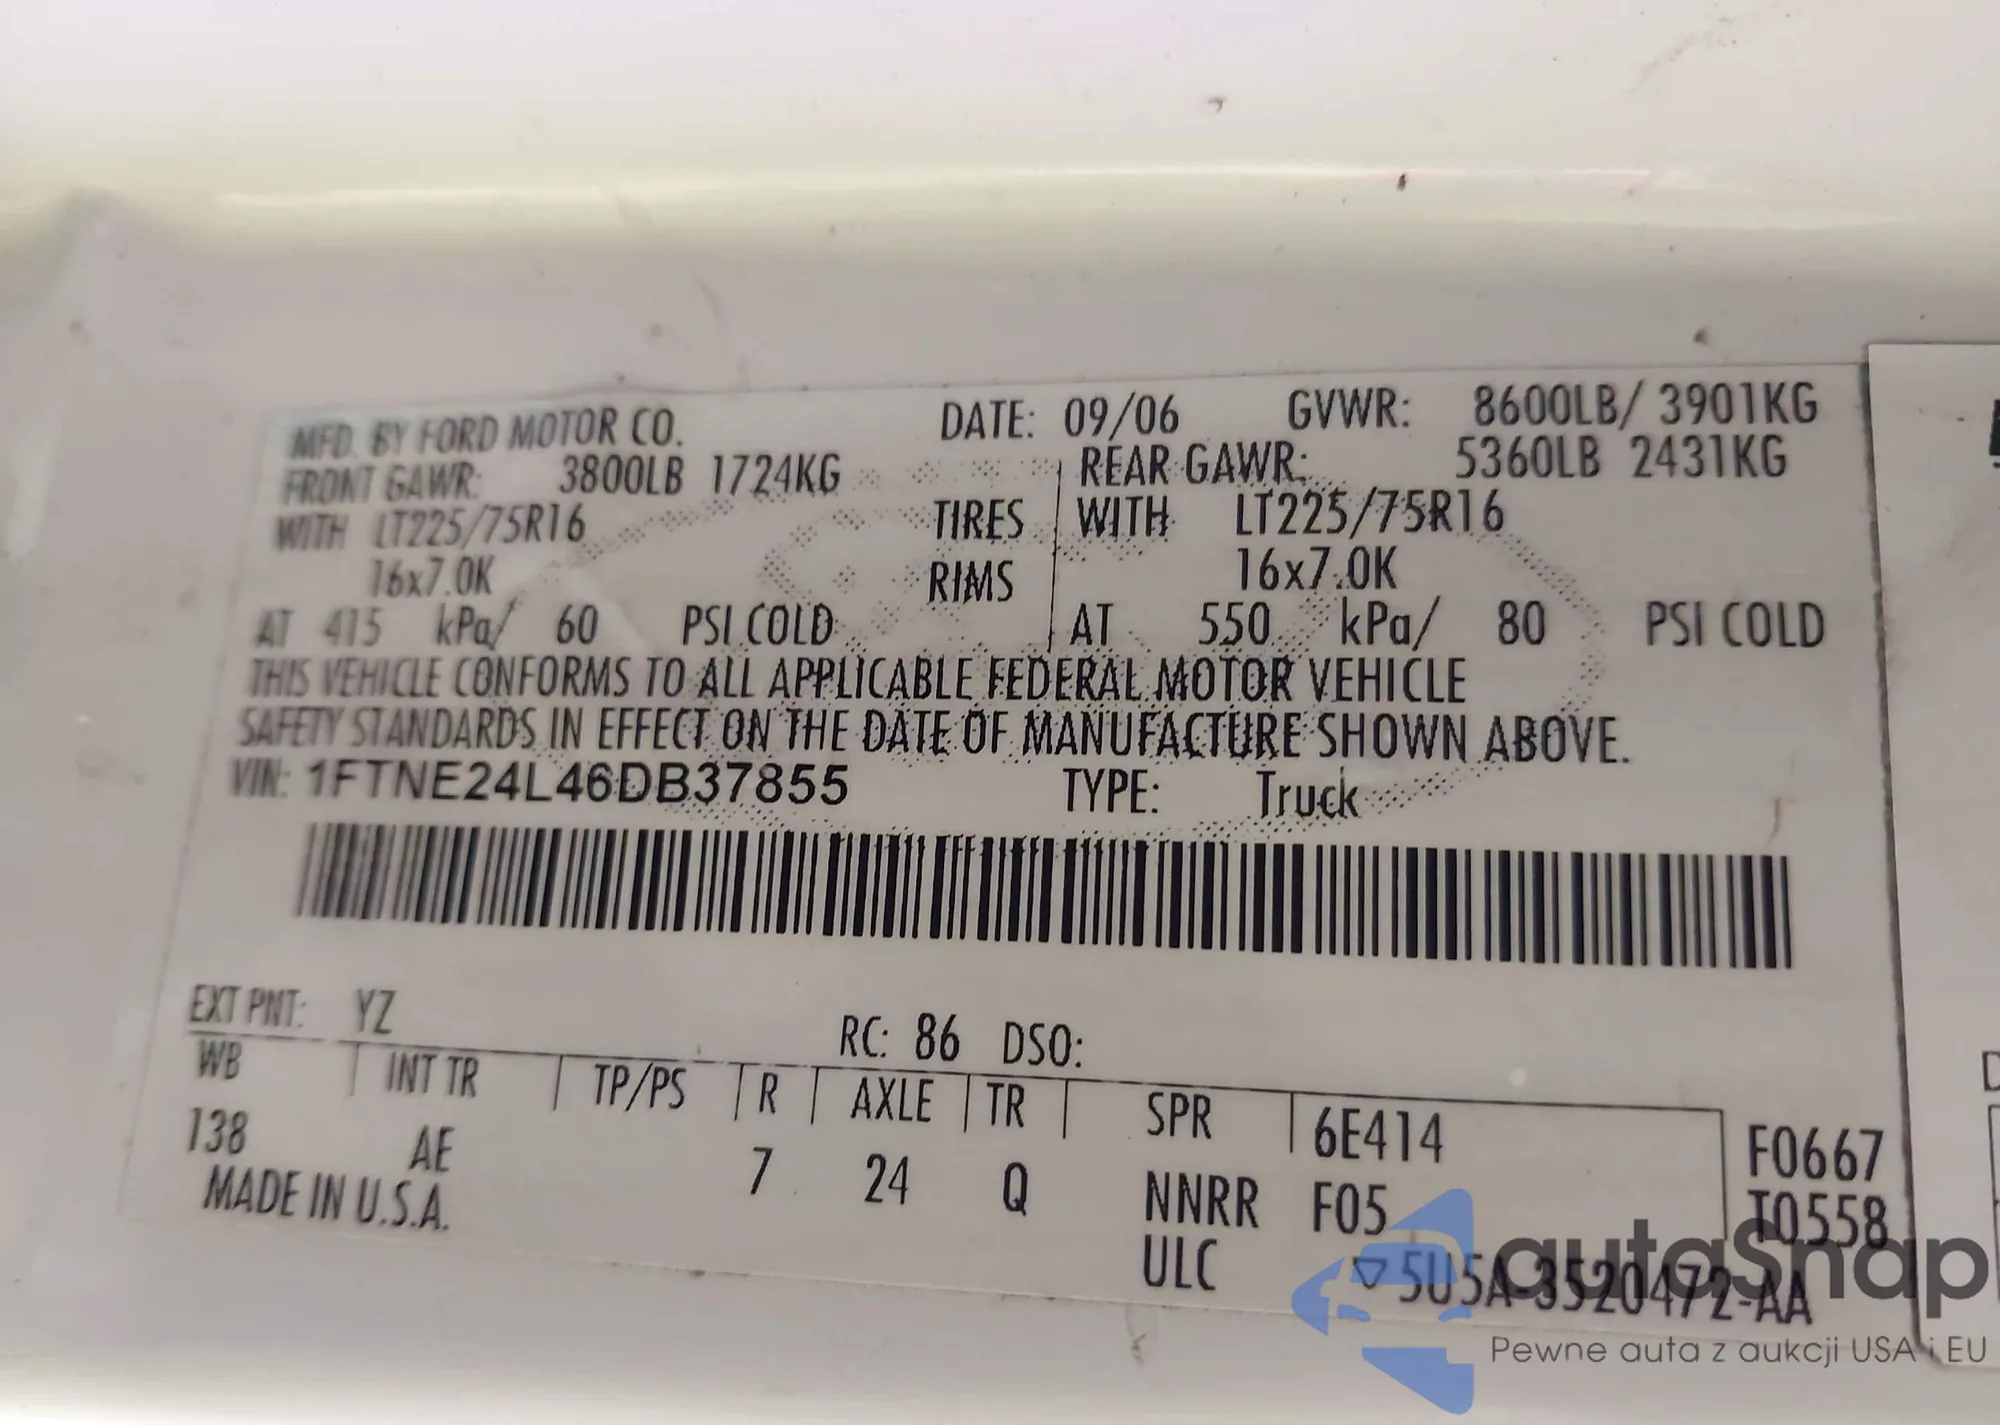 MFD. BY FORD MOTOR CO. DATE: 09/06 GVWR: 8600LB/ 3901KG
FRONT GAWR: 3800LB 1724KG REAR GAWR: 5360LB 2431KG
WITH LT225/75R16 TIRES WITH LT225/75R16
16x7.0K RIMS 16x7.0K
AT 415 kPa/ 60 PSI COLD AT 550 kPa/ 80 PSI COLD
THIS VEHICLE CONFORMS TO ALL APPLICABLE FEDERAL MOTOR VEHICLE
SAFETY STANDARDS IN EFFECT ON THE DATE OF MANUFACTURE SHOWN ABOVE.
VIN: 1FTNE24L46DB37855 TYPE: Truck
EXT PNT: YZ RC: 86 DSO:
WB INT TR TP/PS R AXLE TR SPR 6E414 F0667
138 AE 7 24 Q NNRR F05 T0558
MADE IN U.S.A. ULC ▽ 5U5A-3520472-AA
autoSnap
Pewne auta z aukcji USA i EU